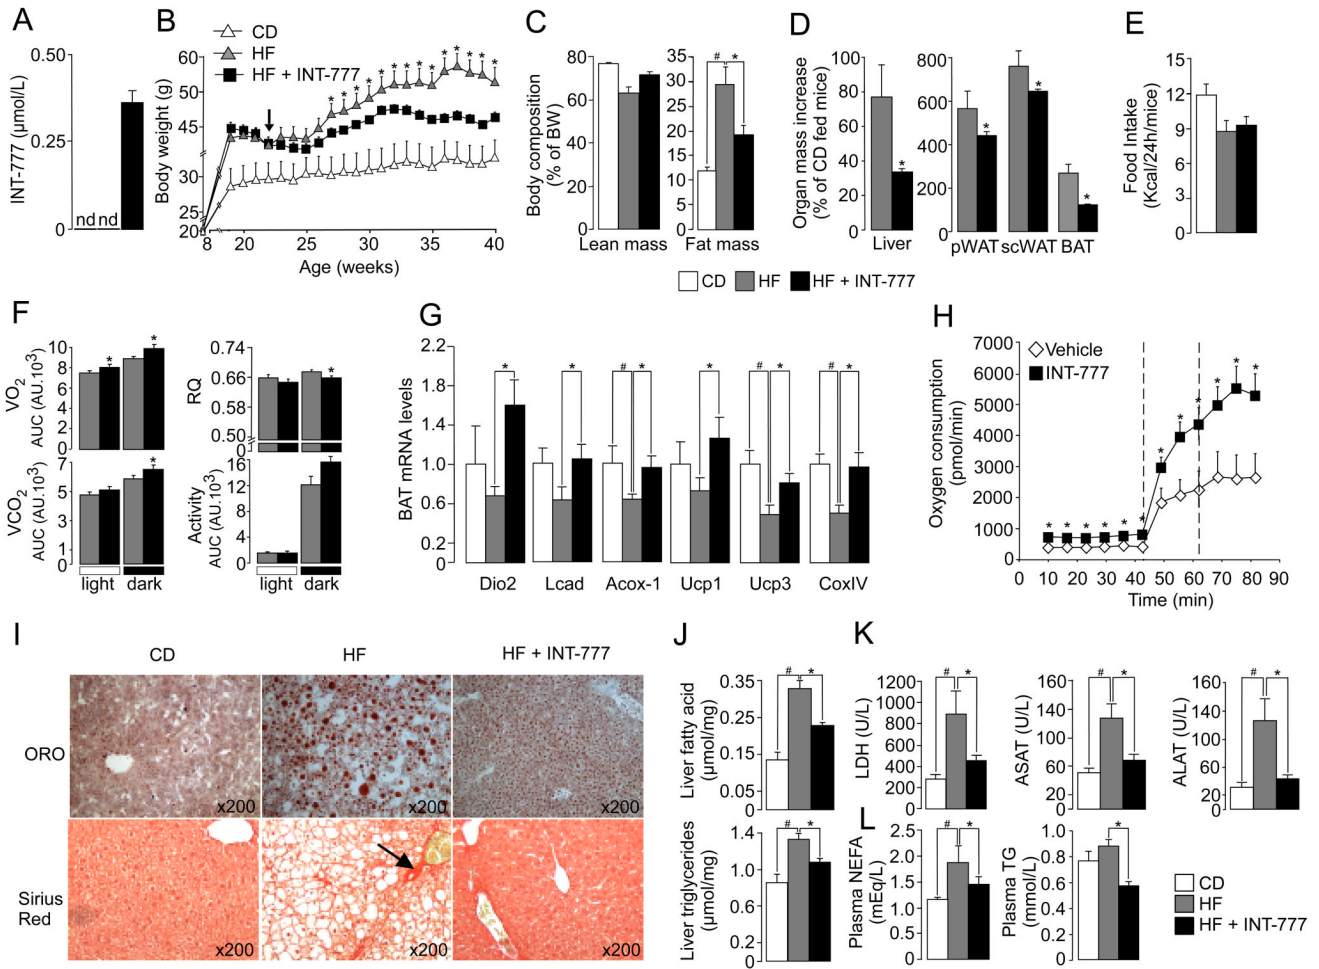 A
INT-777 (μmol/L)
0.50
0.25
0
nd nd
B
CD
HF
HF + INT-777
Body weight (g)
60
50
45
30
25
20
8 20 25 30 35 40
Age (weeks)
* * * * * * * * * * * * * *
C
Body composition
(% of BW)
80
60
40
20
0
Lean mass
35
30
25
20
15
10
5
0
# *
Fat mass
D
Organ mass increase
(% of CD fed mice)
100
80
60
40
20
0
*
Liver
800
600
400
200
0
* * *
pWAT scWAT BAT
E
Food Intake
(Kcal/24h/mice)
15
12
9
6
3
0
CD HF HF + INT-777
F
VO2
AUC (AU.10³)
10
8
6
4
2
0
* *
VCO2
AUC (AU.10³)
7
5
3
1
0
*
light dark
RQ
0.74
0.66
0.58
0.50
0
*
Activity
AUC (AU.10³)
16
12
8
4
0
light dark
G
BAT mRNA levels
2.2
1.8
1.4
1.0
0.6
0.2
* * # * * # * # *
Dio2 Lcad Acox-1 Ucp1 Ucp3 CoxIV
H
Oxygen consumption
(pmol/min)
Vehicle
INT-777
7000
6000
5000
4000
3000
2000
1000
0
* * * * * * * * * * * *
0 10 20 30 40 50 60 70 80 90
Time (min)
I
CD HF HF + INT-777
ORO
x200 x200 x200
Sirius
Red
x200 x200 x200
J
Liver fatty acid
(μmol/mg)
0.35
0.25
0.15
0.05
0
# *
Liver triglycerides
(μmol/mg)
1.4
1.0
0.6
0.2
0
# *
K
LDH (U/L)
1200
1000
800
600
400
200
0
# *
ASAT (U/L)
160
120
100
60
20
0
# *
ALAT (U/L)
160
120
100
60
20
0
# *
L
Plasma NEFA
(mEq/L)
2.5
2.0
1.5
1.0
0.5
0
# *
Plasma TG
(mmol/L)
1.0
0.8
0.6
0.4
0.2
0
*
CD
HF
HF + INT-777